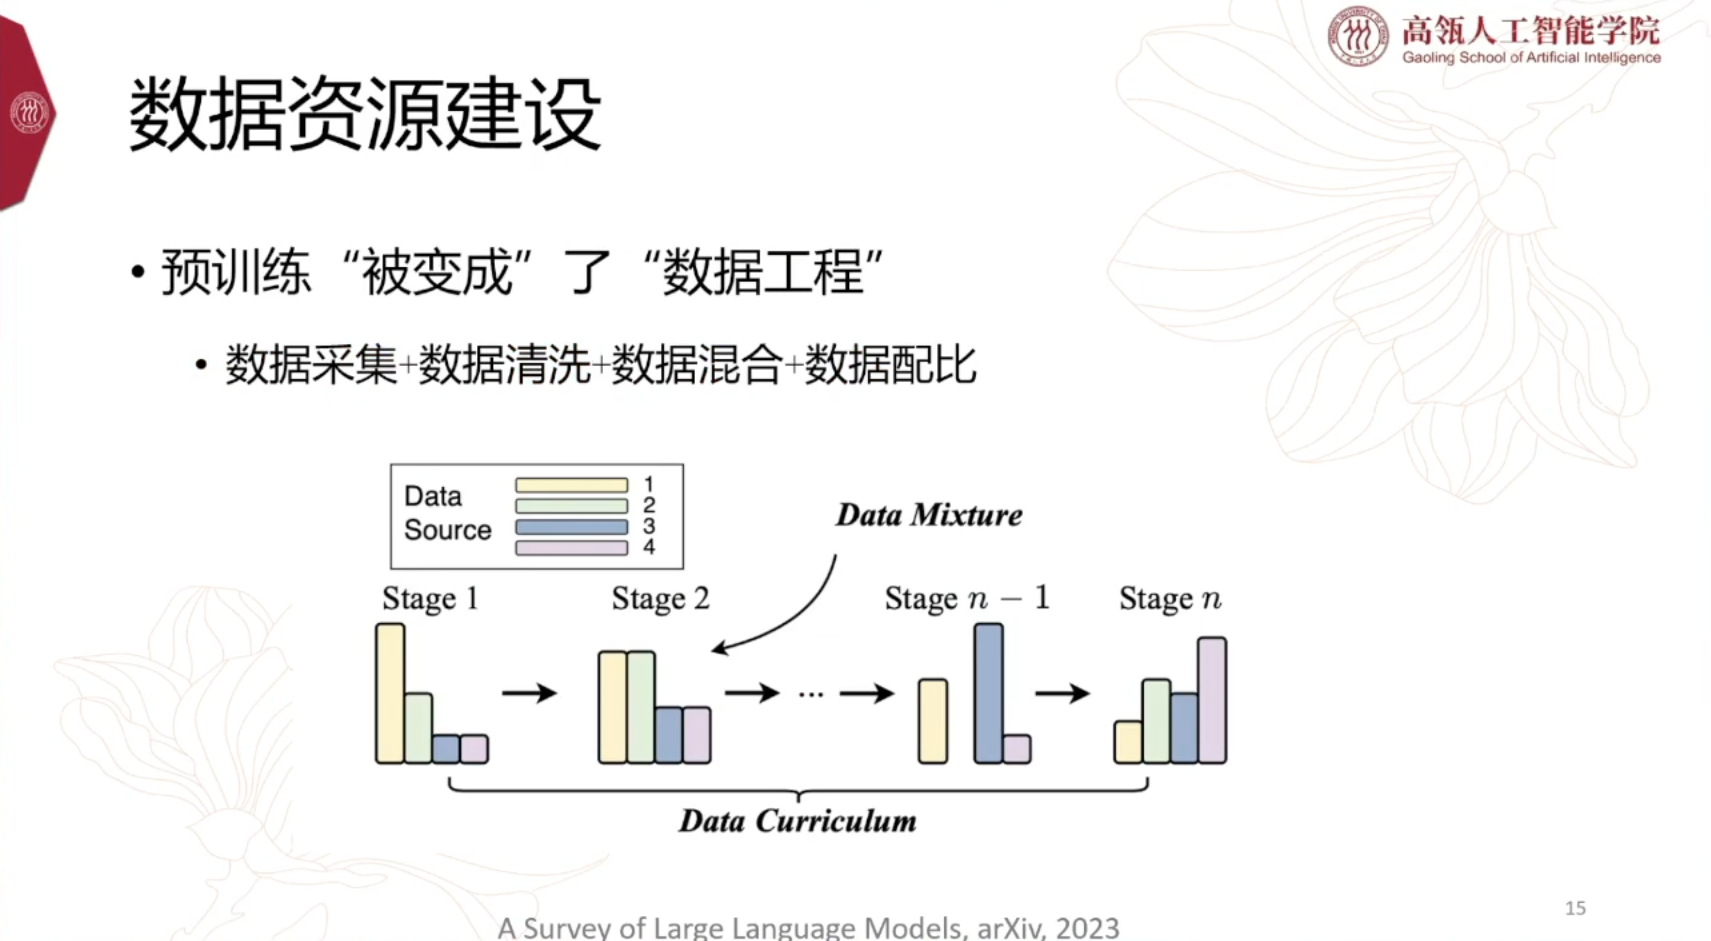 高瓴人工智能学院
Gaoling School of Artificial Intelligence
数据资源建设
• 预训练“被变成”了“数据工程”
• 数据采集+数据清洗+数据混合+数据配比
Data Source
1
2
3
4
Data Mixture
Stage 1
Stage 2
Stage n − 1
Stage n
...
Data Curriculum
A Survey of Large Language Models, arXiv, 2023
15